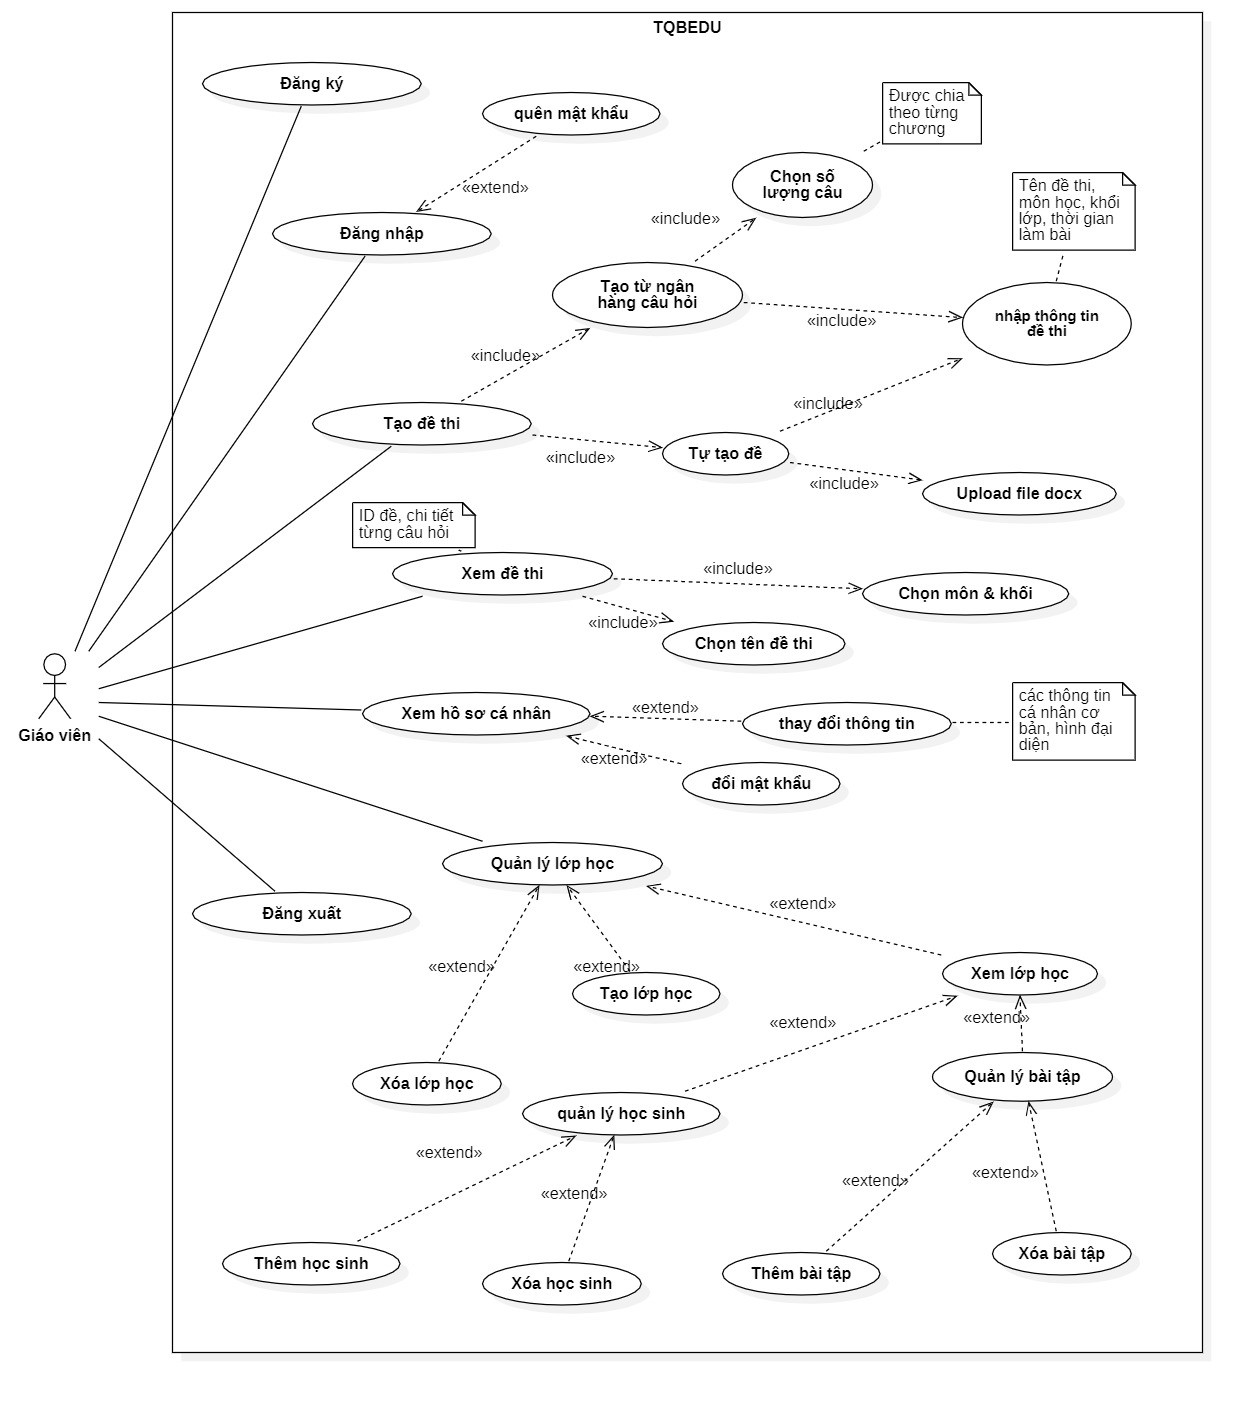 TQBEDU
Đăng ký
quên mật khẩu
Được chia
theo từng
chương
Chọn số
lượng câu
«extend»
Đăng nhập
«include»
Tên đề thi,
môn học, khối
lớp, thời gian
làm bài
Tạo từ ngân
hàng câu hỏi
«include»
nhập thông tin
đề thi
«include»
Tạo đề thi
«include»
«include»
Tự tạo đề
«include»
Upload file docx
ID đề, chi tiết
từng câu hỏi
Xem đề thi
«include»
Chọn môn & khối
«include»
Chọn tên đề thi
Giáo viên
Xem hồ sơ cá nhân
«extend»
thay đổi thông tin
các thông tin
cá nhân cơ
bản, hình đại
diện
«extend»
đổi mật khẩu
Quản lý lớp học
Đăng xuất
«extend»
«extend»
«extend»
Tạo lớp học
Xem lớp học
«extend»
«extend»
Xóa lớp học
quản lý học sinh
Quản lý bài tập
«extend»
«extend»
«extend»
«extend»
Thêm học sinh
Xóa học sinh
Thêm bài tập
Xóa bài tập